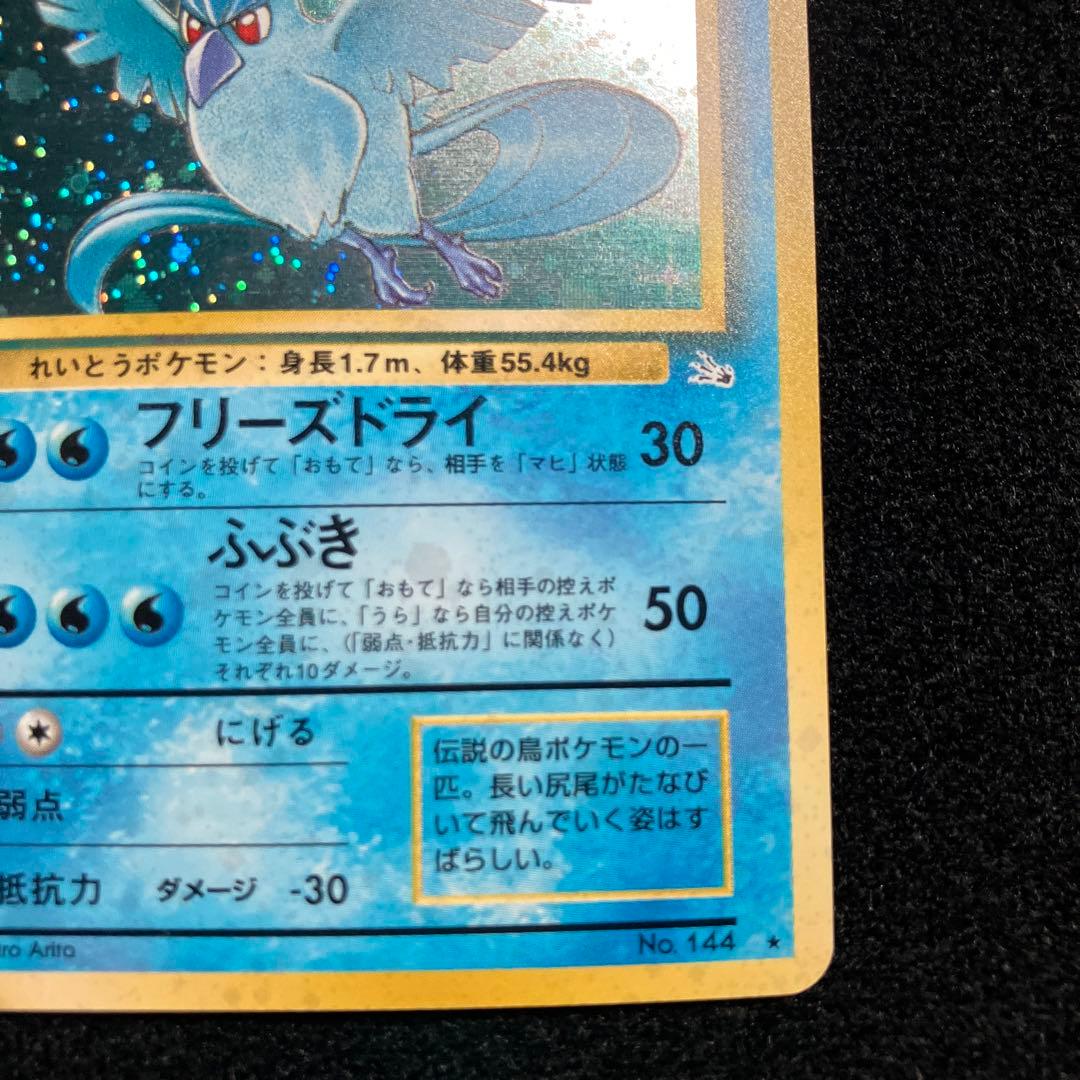 れいとうポケモン：身長1.7m、体重55.4kg
フリーズドライ 30
コインを投げて「おもて」なら、相手を「マヒ」状態
にする。
ふぶき
コインを投げて「おもて」なら相手の控えポ
ケモン全員に、「うら」なら自分の控えポケ 50
モン全員に、（「弱点・抵抗力」に関係なく）
それぞれ10ダメージ。
にげる
弱点
抵抗力 ダメージ -30
伝説の鳥ポケモンの一
匹。長い尻尾がたなび
いて飛んでいく姿はす
ばらしい。
Arita
No. 144 ★